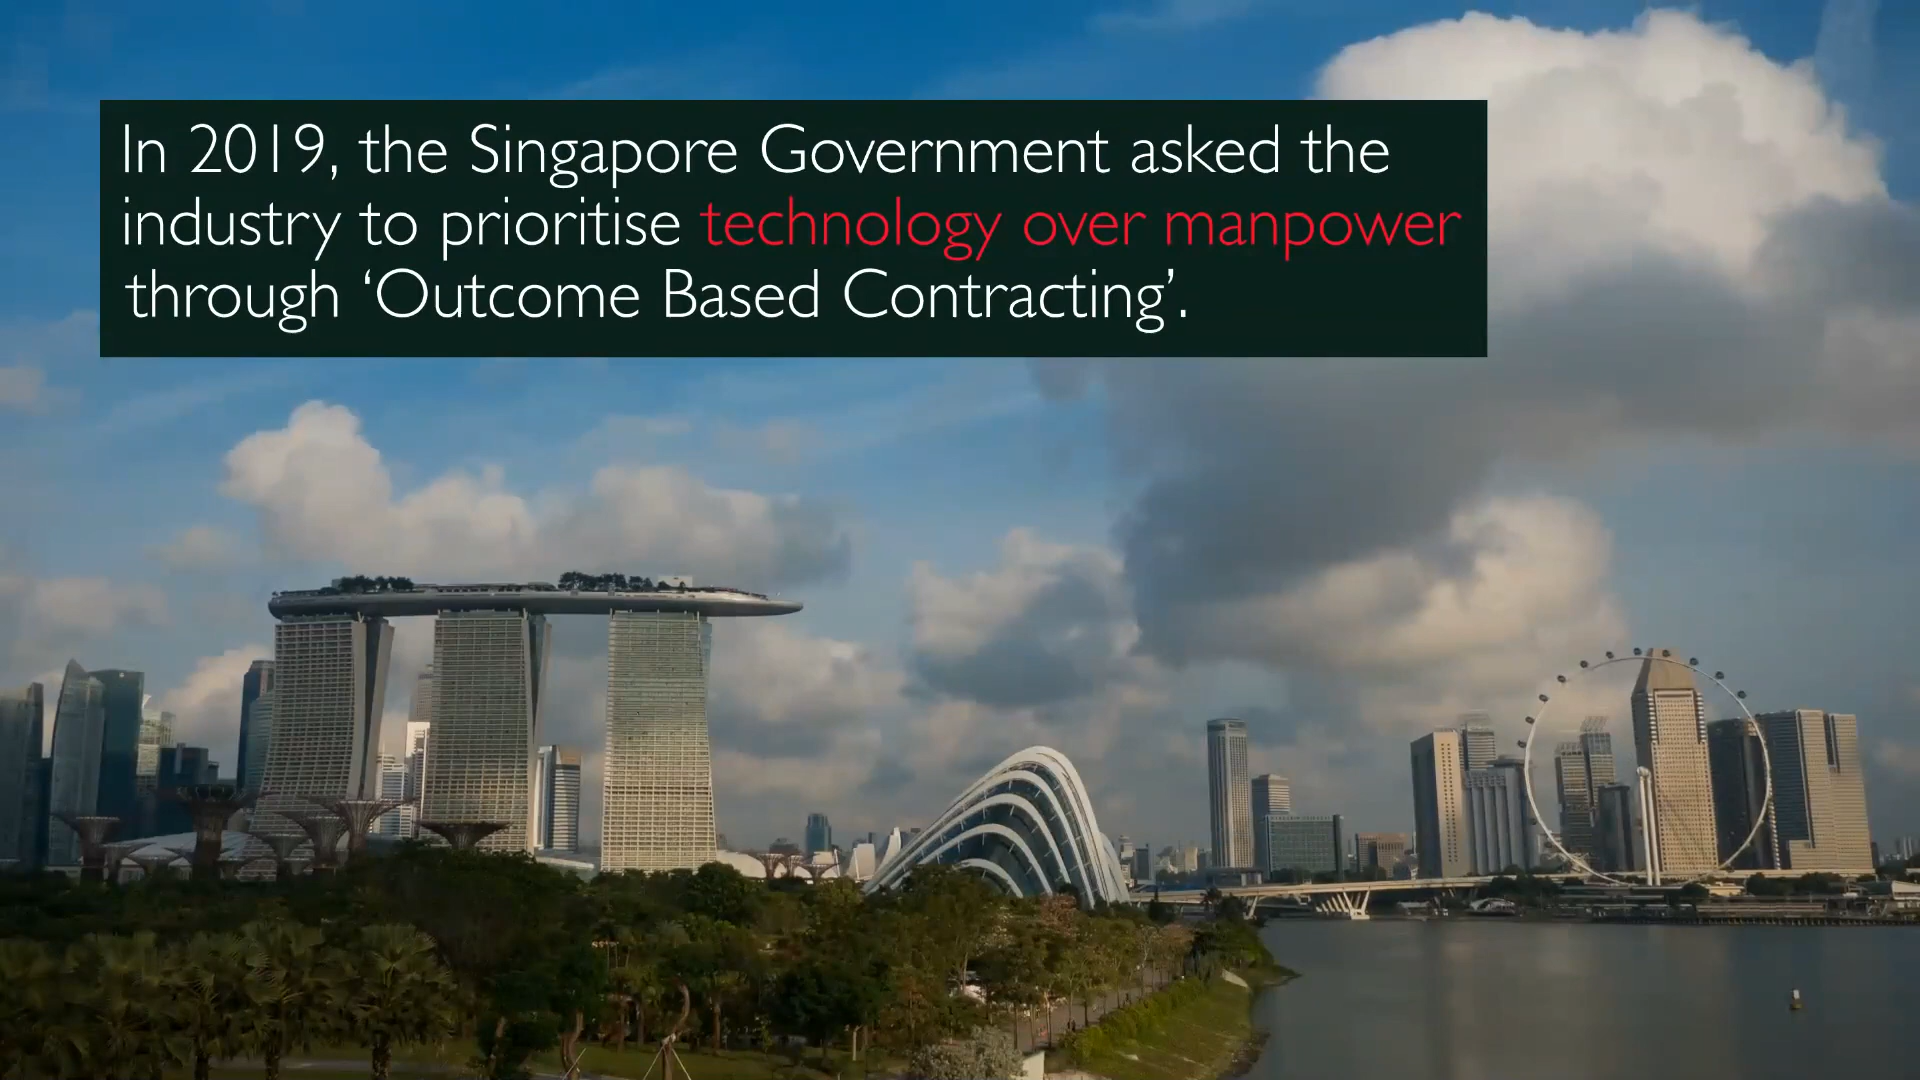 In 2019, the Singapore Government asked the
industry to prioritise technology over manpower
through ‘Outcome Based Contracting’.